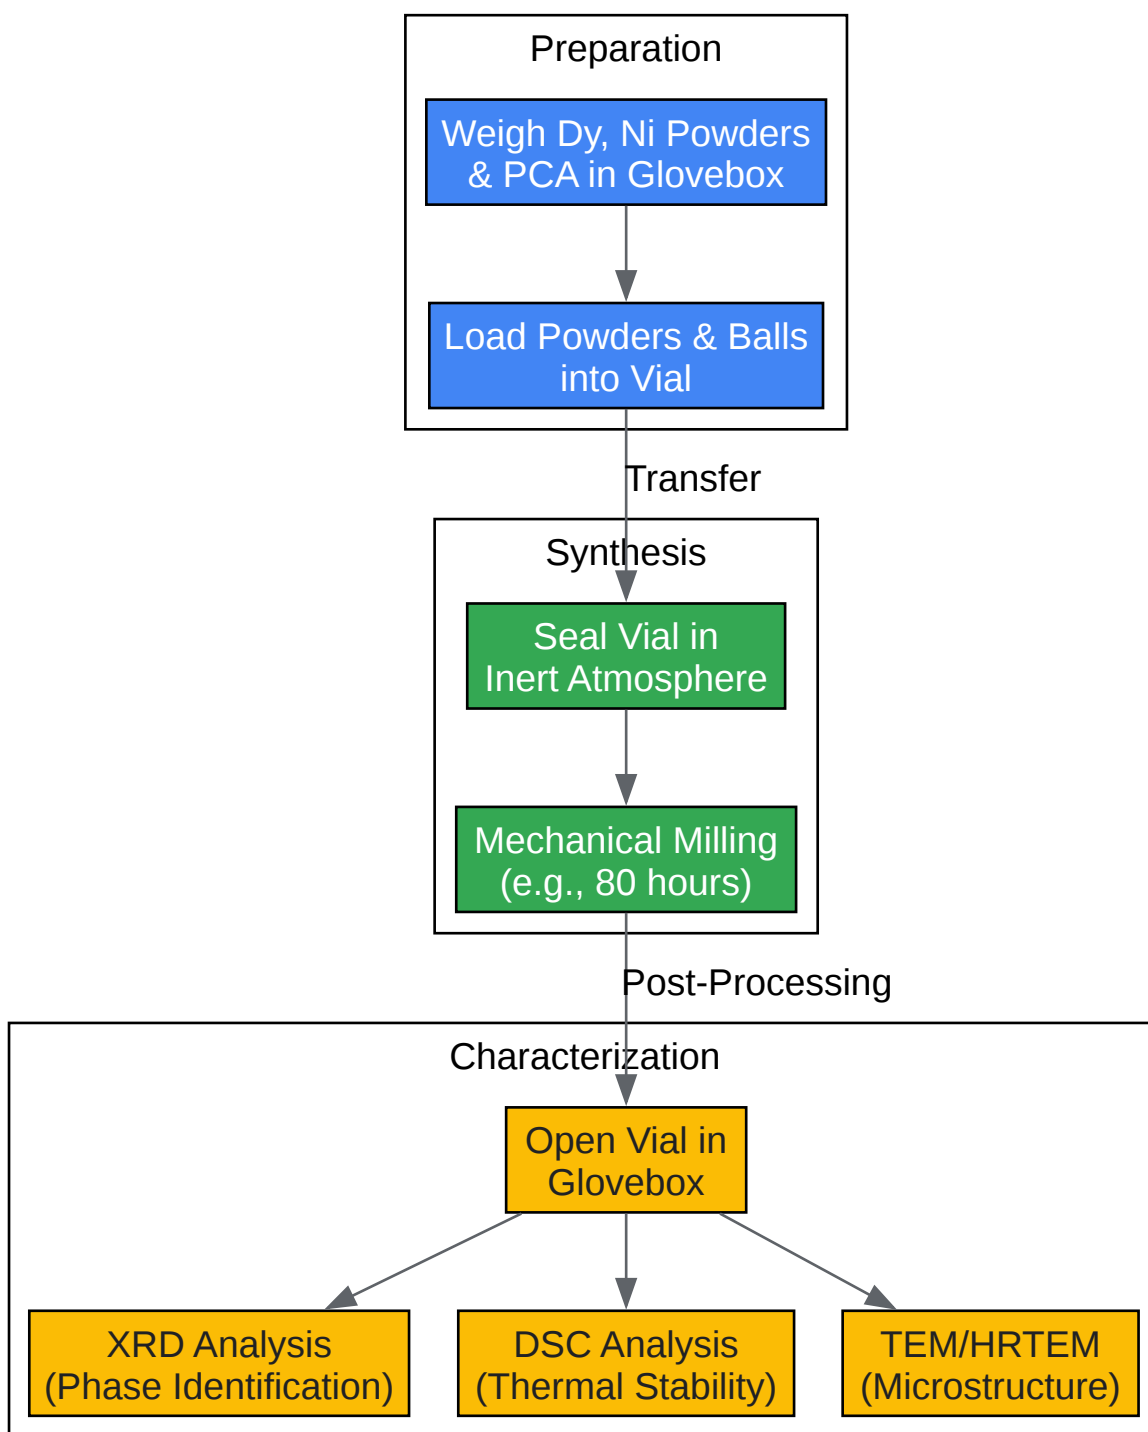 Preparation
Weigh Dy, Ni Powders
& PCA in Glovebox
Load Powders & Balls
into Vial
Transfer
Synthesis
Seal Vial in
Inert Atmosphere
Mechanical Milling
(e.g., 80 hours)
Post-Processing
Characterization
Open Vial in
Glovebox
XRD Analysis
(Phase Identification)
DSC Analysis
(Thermal Stability)
TEM/HRTEM
(Microstructure)